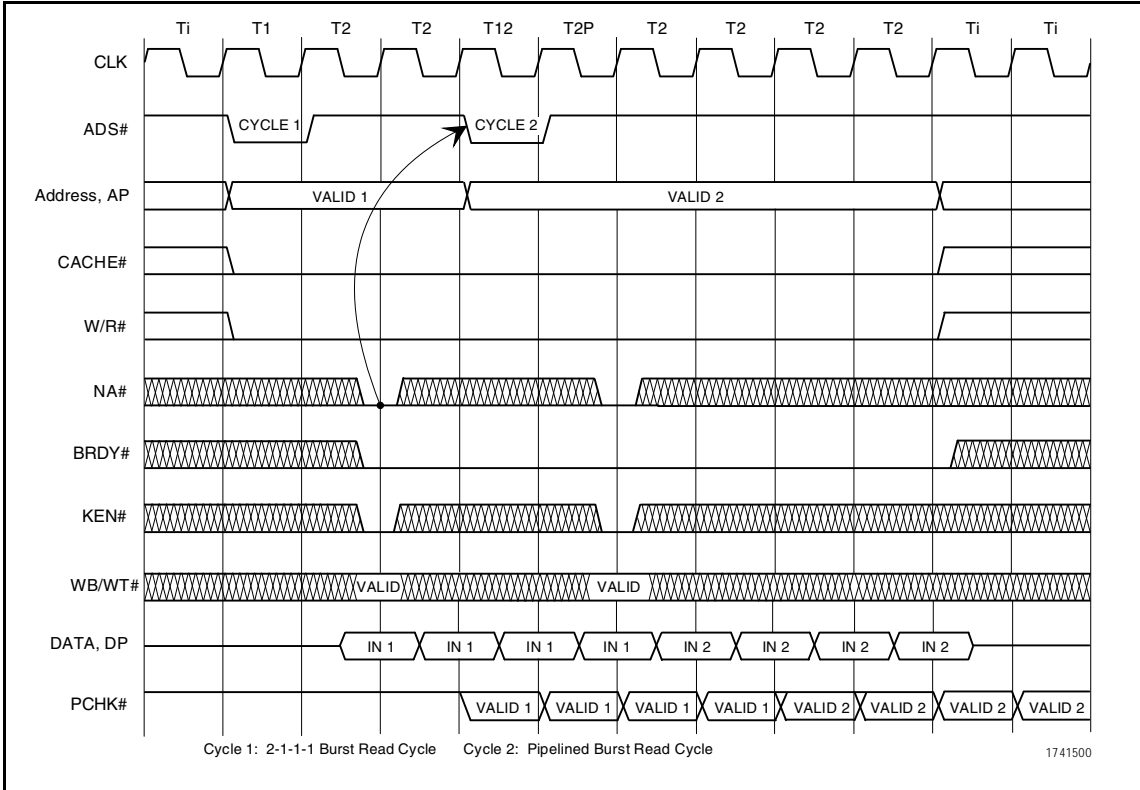 Ti T1 T2 T2 T12 T2P T2 T2 T2 T2 Ti Ti
CLK
ADS# CYCLE 1 CYCLE 2
Address, AP VALID 1 VALID 2
CACHE#
W/R#
NA#
BRDY#
KEN#
WB/WT# VALID VALID
DATA, DP IN 1 IN 1 IN 1 IN 1 IN 2 IN 2 IN 2 IN 2
PCHK# VALID 1 VALID 1 VALID 1 VALID 1 VALID 2 VALID 2 VALID 2 VALID 2
Cycle 1: 2-1-1-1 Burst Read Cycle Cycle 2: Pipelined Burst Read Cycle 1741500